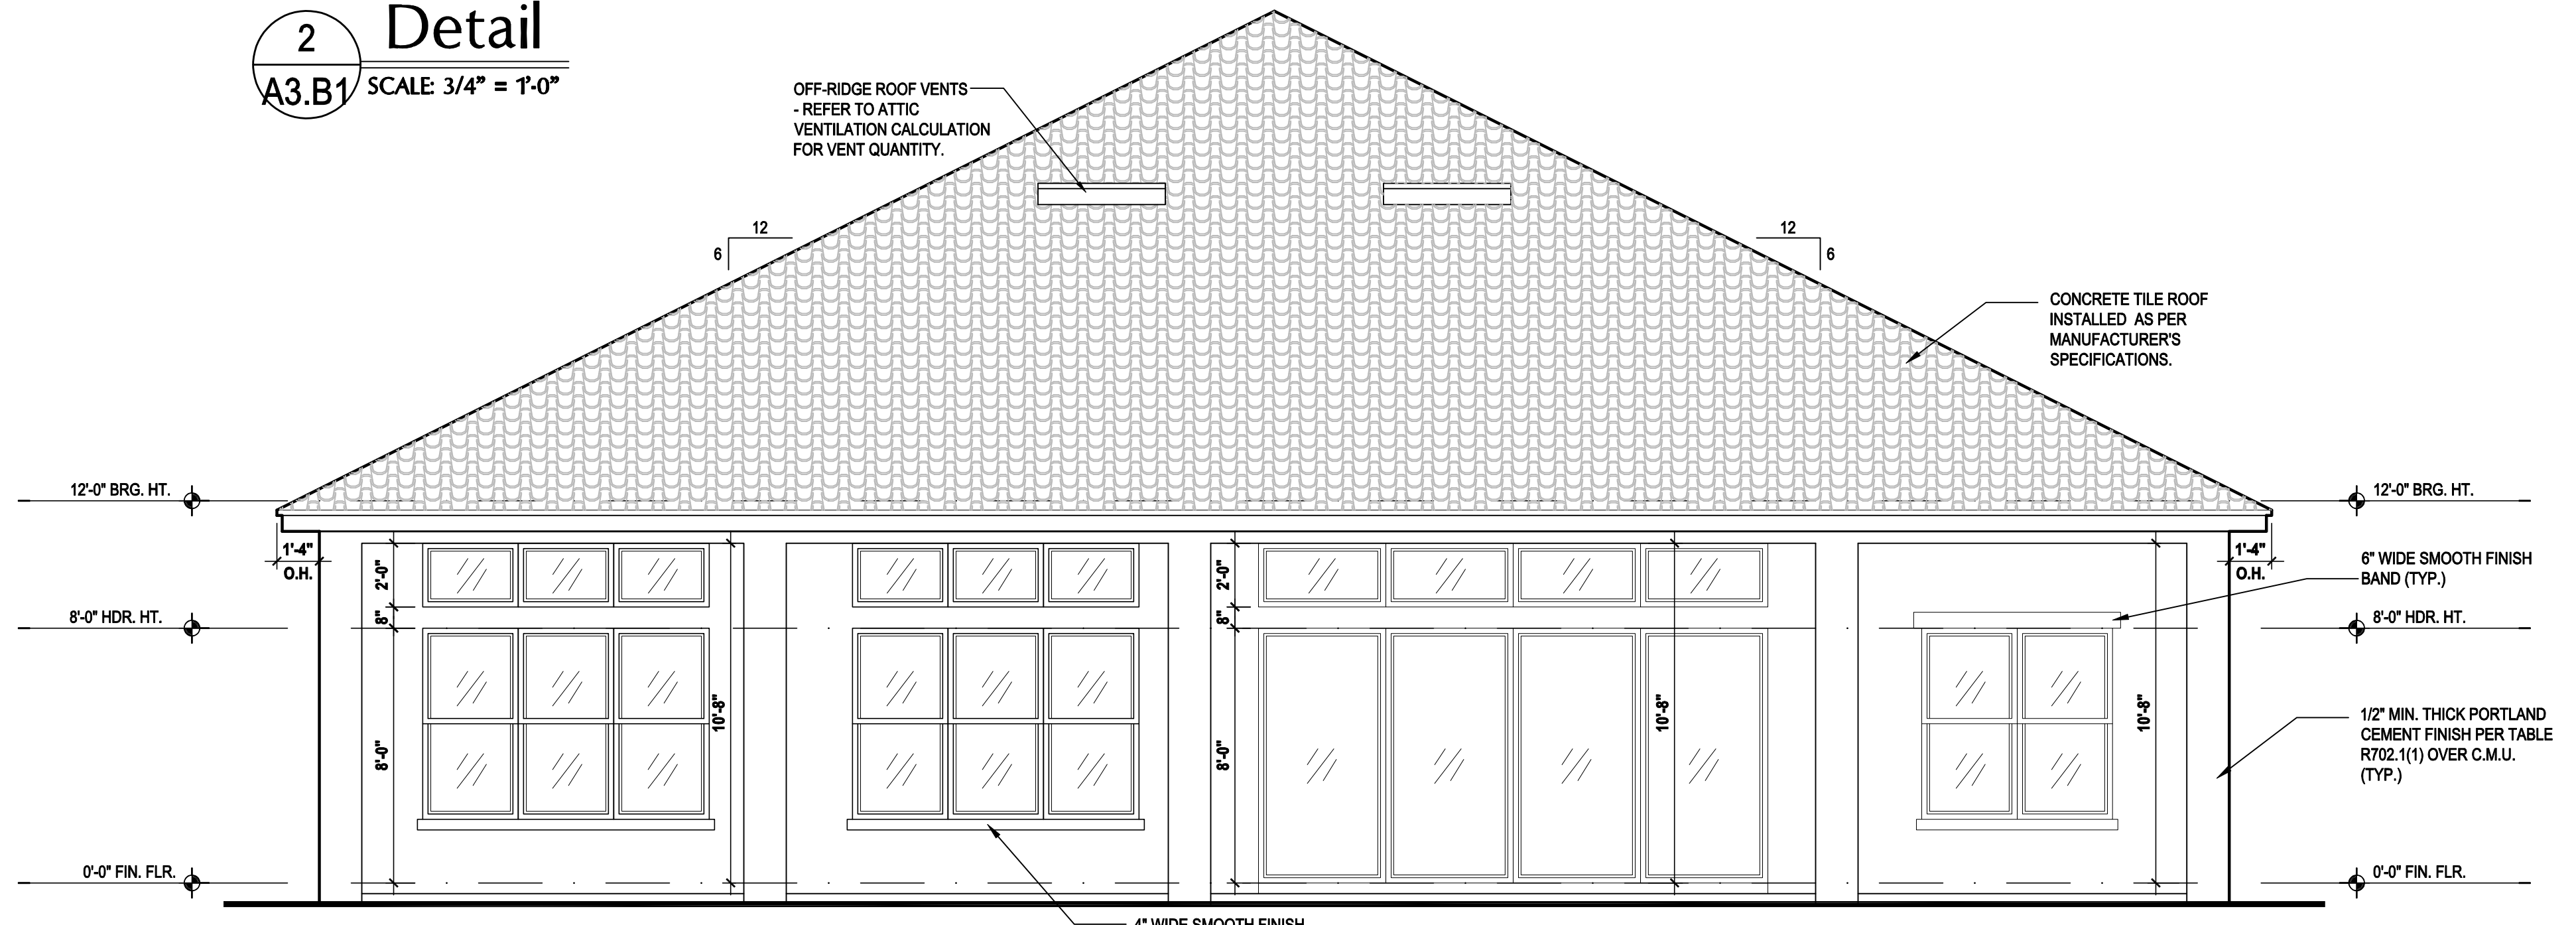 2
A3.B1
Detail
SCALE: 3/4" = 1'-0"
OFF-RIDGE ROOF VENTS
- REFER TO ATTIC
VENTILATION CALCULATION
FOR VENT QUANTITY.
12
6
12
6
CONCRETE TILE ROOF
INSTALLED AS PER
MANUFACTURER'S
SPECIFICATIONS.
12'-0" BRG. HT.
12'-0" BRG. HT.
1'-4"
O.H.
2'-0"
2'-0"
1'-4"
O.H.
6" WIDE SMOOTH FINISH
BAND (TYP.)
8'-0" HDR. HT.
8"
8"
8'-0" HDR. HT.
10'-8"
10'-8"
10'-8"
8'-0"
8'-0"
1/2" MIN. THICK PORTLAND
CEMENT FINISH PER TABLE
R702.1(1) OVER C.M.U.
(TYP.)
0'-0" FIN. FLR.
0'-0" FIN. FLR.
4" WIDE SMOOTH FINISH